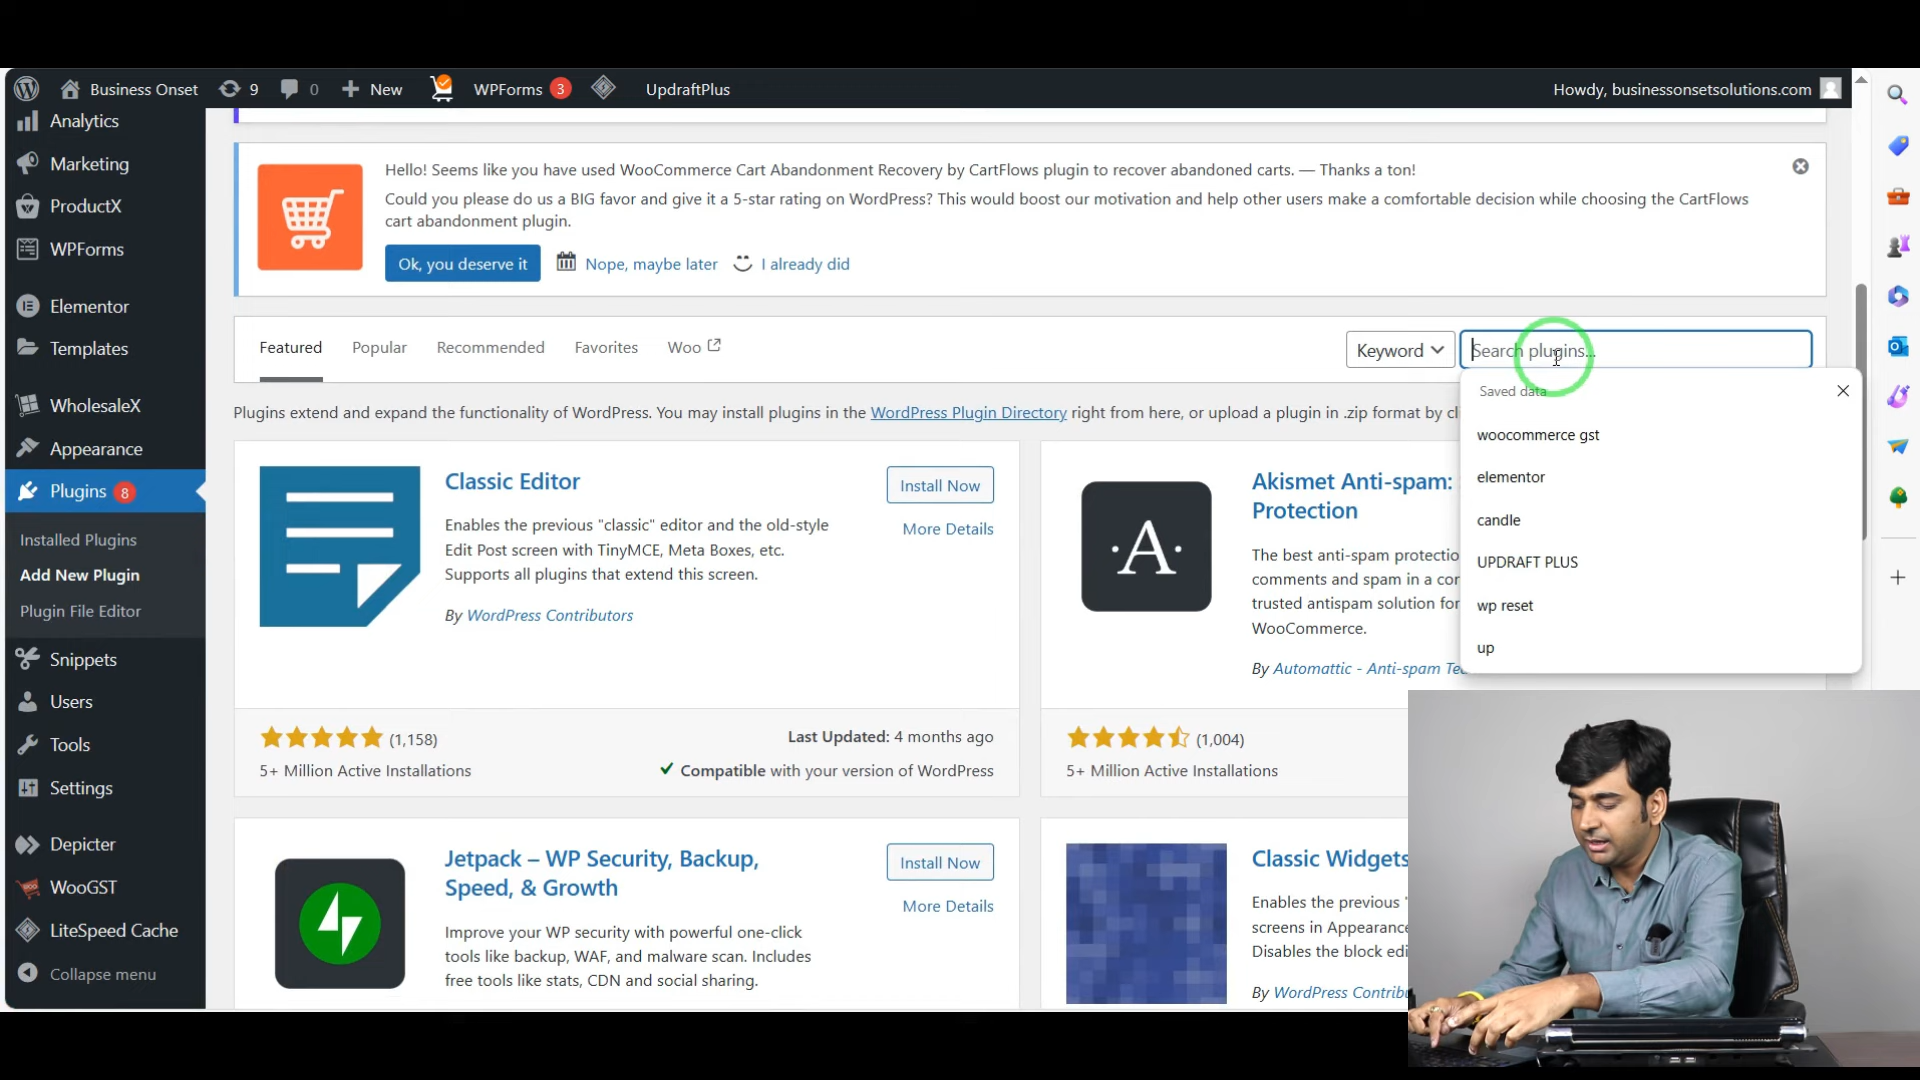 Business Onset
9
0
New
WPForms
3
UpdraftPlus
Howdy, businessonsetsolutions.com
Analytics
Marketing
ProductX
WPForms
Elementor
Templates
WholesaleX
Appearance
Plugins 8
Installed Plugins
Add New Plugin
Plugin File Editor
Snippets
Users
Tools
Settings
Depicter
WooGST
LiteSpeed Cache
Collapse menu
Hello! Seems like you have used WooCommerce Cart Abandonment Recovery by CartFlows plugin to recover abandoned carts. — Thanks a ton!
Could you please do us a BIG favor and give it a 5-star rating on WordPress? This would boost our motivation and help other users make a comfortable decision while choosing the CartFlows
cart abandonment plugin.
Ok, you deserve it
Nope, maybe later
I already did
Featured
Popular
Recommended
Favorites
Woo
Keyword
Search plugins...
Saved data
woocommerce gst
elementor
candle
UPDRAFT PLUS
wp reset
up
Plugins extend and expand the functionality of WordPress. You may install plugins in the WordPress Plugin Directory right from here, or upload a plugin in .zip format by cl
Classic Editor
Install Now
More Details
Enables the previous "classic" editor and the old-style
Edit Post screen with TinyMCE, Meta Boxes, etc.
Supports all plugins that extend this screen.
By WordPress Contributors
(1,158)
5+ Million Active Installations
Last Updated: 4 months ago
Compatible with your version of WordPress
·A·
Akismet Anti-spam:
Protection
The best anti-spam protectio
comments and spam in a co
trusted antispam solution for
WooCommerce.
By Automattic - Anti-spam Te
(1,004)
5+ Million Active Installations
Jetpack – WP Security, Backup,
Speed, & Growth
Install Now
More Details
Improve your WP security with powerful one-click
tools like backup, WAF, and malware scan. Includes
free tools like stats, CDN and social sharing.
Classic Widgets
Enables the previous "
screens in Appearance
Disables the block edi
By WordPress Contrib